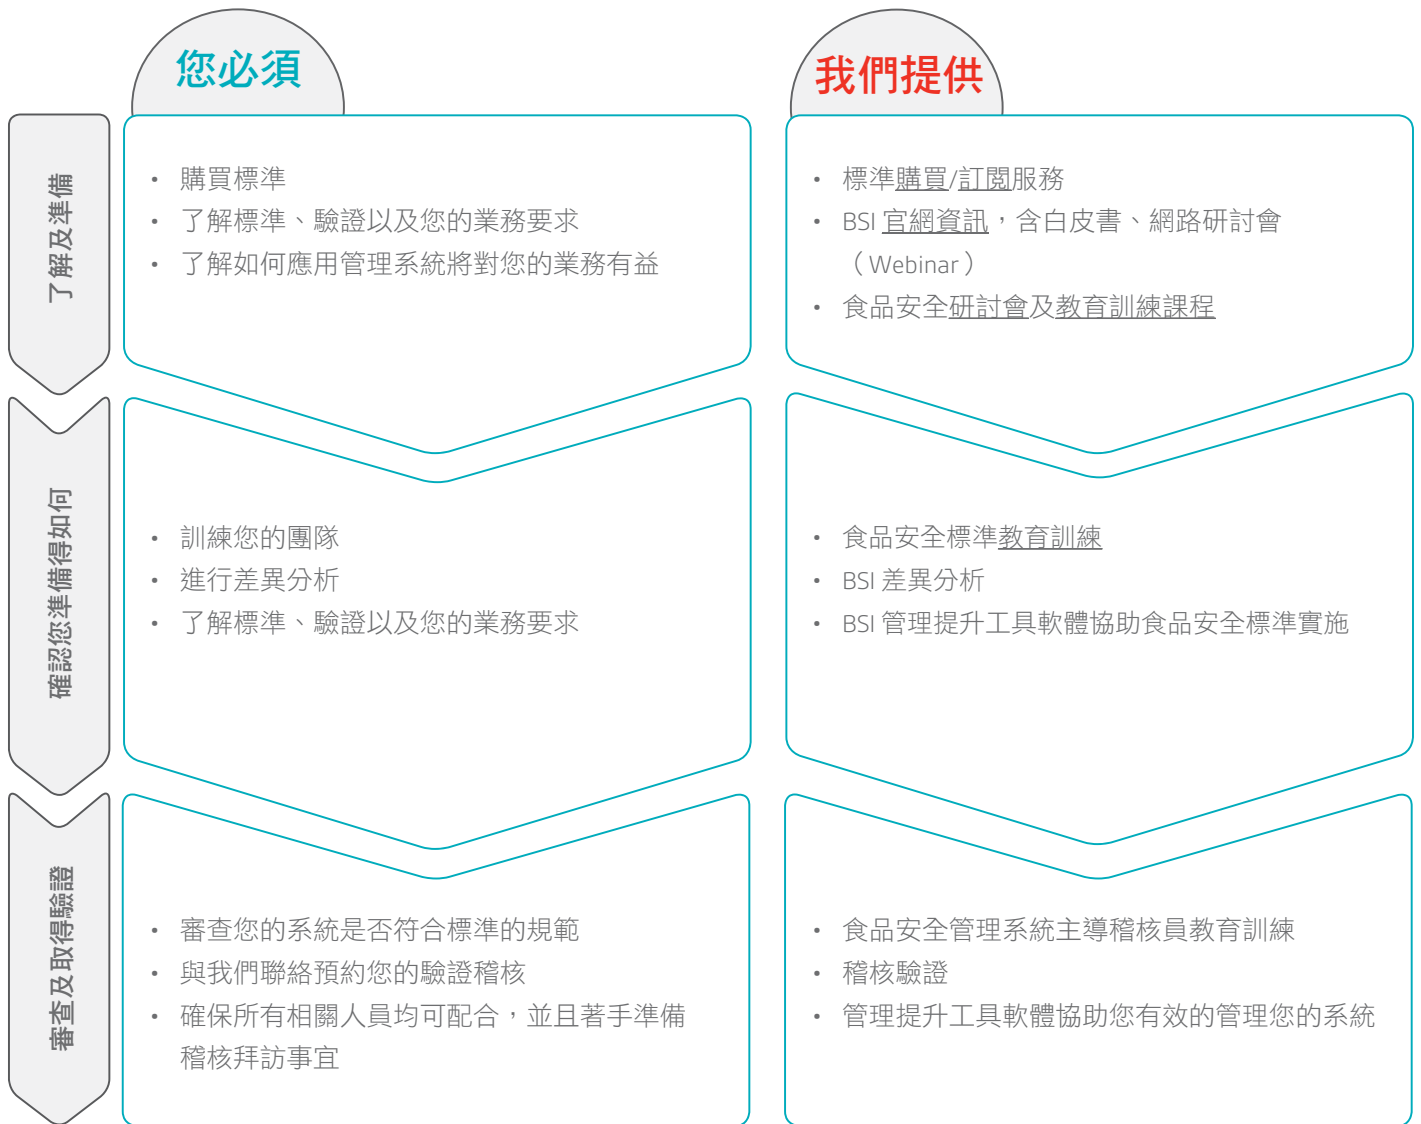 您必須
我們提供
了解及準備
• 購買標準
• 了解標準、驗證以及您的業務要求
• 了解如何應用管理系統將對您的業務有益
• 標準購買/訂閱服務
• BSI 官網資訊，含白皮書、網路研討會
（Webinar）
• 食品安全研討會及教育訓練課程
確認您準備得如何
• 訓練您的團隊
• 進行差異分析
• 了解標準、驗證以及您的業務要求
• 食品安全標準教育訓練
• BSI 差異分析
• BSI 管理提升工具軟體協助食品安全標準實施
審查及取得驗證
• 審查您的系統是否符合標準的規範
• 與我們聯絡預約您的驗證稽核
• 確保所有相關人員均可配合，並且著手準備
稽核拜訪事宜
• 食品安全管理系統主導稽核員教育訓練
• 稽核驗證
• 管理提升工具軟體協助您有效的管理您的系統